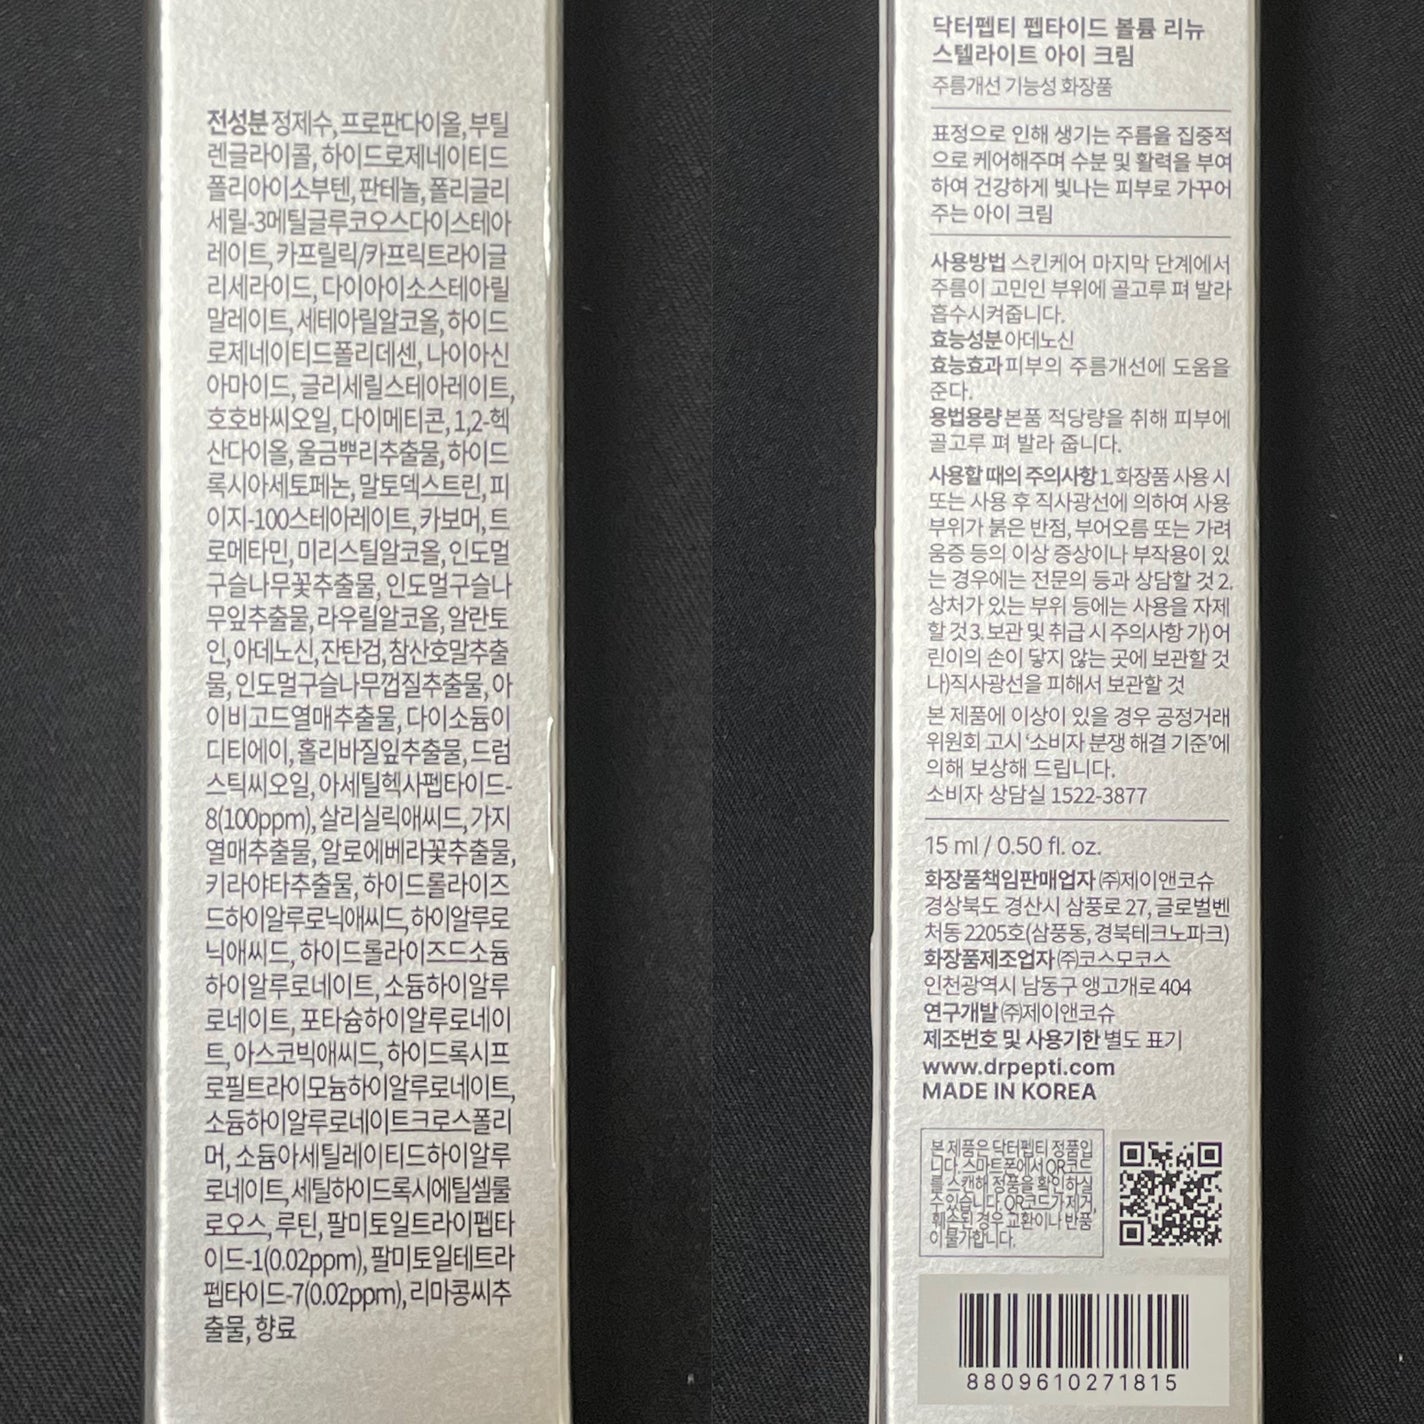 전성분 정제수, 프로판다이올, 부틸
렌글라이콜, 하이드로제네이티드
폴리아이소부텐, 판테놀, 폴리글리
세릴-3메틸글루코오스다이스테아
레이트, 카프릴릭/카프릭트라이글
리세라이드, 다이아이소스테아릴
말레이트, 세테아릴알코올, 하이드
로제네이티드폴리데센, 나이아신
아마이드, 글리세릴스테아레이트,
호호바씨오일, 다이메티콘, 1,2-헥
산다이올, 울금뿌리추출물, 하이드
록시아세토페논, 말토덱스트린, 피
이지-100스테아레이트, 카보머, 트
로메타민, 미리스틸알코올, 인도멀
구슬나무꽃추출물, 인도멀구슬나
무잎추출물, 라우릴알코올, 알란토
인, 아데노신, 잔탄검, 참산호말추출
물, 인도멀구슬나무껍질추출물, 아
이비고드열매추출물, 다이소듐이
디티에이, 홀리바질잎추출물, 드럼
스틱씨오일, 아세틸헥사펩타이드-
8(100ppm), 살리실릭애씨드, 가지
열매추출물, 알로에베라꽃추출물,
키라야타추출물, 하이드롤라이즈
드하이알루로닉애씨드, 하이알루로
닉애씨드, 하이드롤라이즈드소듐
하이알루로네이트, 소듐하이알루
로네이트, 포타슘하이알루로네이
트, 아스코빅애씨드, 하이드록시프
로필트라이모늄하이알루로네이트,
소듐하이알루로네이트크로스폴리
머, 소듐아세틸레이티드하이알루
로네이트, 세틸하이드록시에틸셀룰
로오스, 루틴, 팔미토일트라이펩타
이드-1(0.02ppm), 팔미토일테트라
펩타이드-7(0.02ppm), 리마콩씨추
출물, 향료
닥터펩티 펩타이드 볼륨 리뉴
스텔라이트 아이 크림
주름개선 기능성 화장품
표정으로 인해 생기는 주름을 집중적
으로 케어해주며 수분 및 활력을 부여
하여 건강하게 빛나는 피부로 가꾸어
주는 아이 크림
사용방법 스킨케어 마지막 단계에서
주름이 고민인 부위에 골고루 펴 발라
흡수시켜줍니다.
효능성분 아데노신
효능효과 피부의 주름개선에 도움을
준다.
용법용량 본품 적당량을 취해 피부에
골고루 펴 발라 줍니다.
사용할 때의 주의사항 1. 화장품 사용 시
또는 사용 후 직사광선에 의하여 사용
부위가 붉은 반점, 부어오름 또는 가려
움증 등의 이상 증상이나 부작용이 있
는 경우에는 전문의 등과 상담할 것 2.
상처가 있는 부위 등에는 사용을 자제
할 것 3. 보관 및 취급 시 주의사항 가)어
린이의 손이 닿지 않는 곳에 보관할 것
나)직사광선을 피해서 보관할 것
본 제품에 이상이 있을 경우 공정거래
위원회 고시 ‘소비자 분쟁 해결 기준’에
의해 보상해 드립니다.
소비자 상담실 1522-3877
15 ml / 0.50 fl. oz.
화장품책임판매업자 ㈜제이앤코슈
경상북도 경산시 삼풍로 27, 글로벌벤
처동 2205호(삼풍동, 경북테크노파크)
화장품제조업자 ㈜코스모코스
인천광역시 남동구 앵고개로 404
연구개발 ㈜제이앤코슈
제조번호 및 사용기한 별도 표기
www.drpepti.com
MADE IN KOREA
본 제품은 닥터펩티 정품입
니다. 스마트폰에서 QR코드
를 스캔해 정품을 확인하실
수 있습니다. QR코드가 제거,
훼손된 경우 교환이나 반품
이 불가합니다.
8809610271815